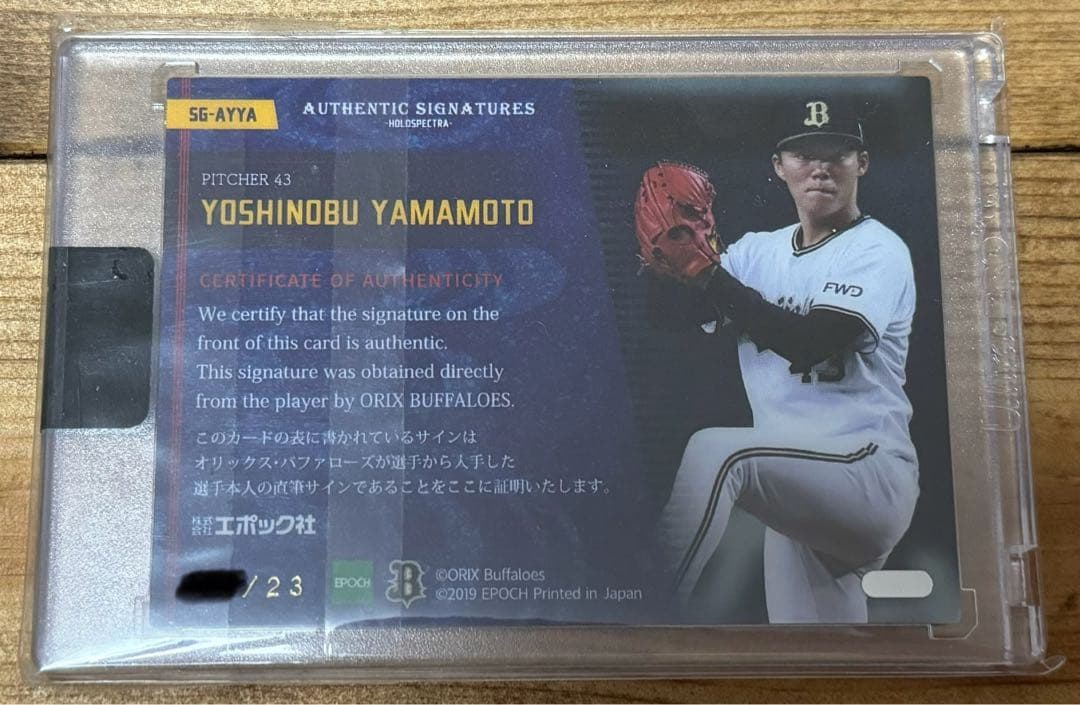 SG-AYYA
AUTHENTIC SIGNATURES
-HOLOSPECTRA-
PITCHER 43
YOSHINOBU YAMAMOTO
CERTIFICATE OF AUTHENTICITY
We certify that the signature on the
front of this card is authentic.
This signature was obtained directly
from the player by ORIX BUFFALOES.
このカードの表に書かれているサインは
オリックス・バファローズが選手から入手した
選手本人の直筆サインであることをここに証明いたします。
株式会社エポック社
/23
EPOCH
B
©ORIX Buffaloes
©2019 EPOCH Printed in Japan
B
FWD
43